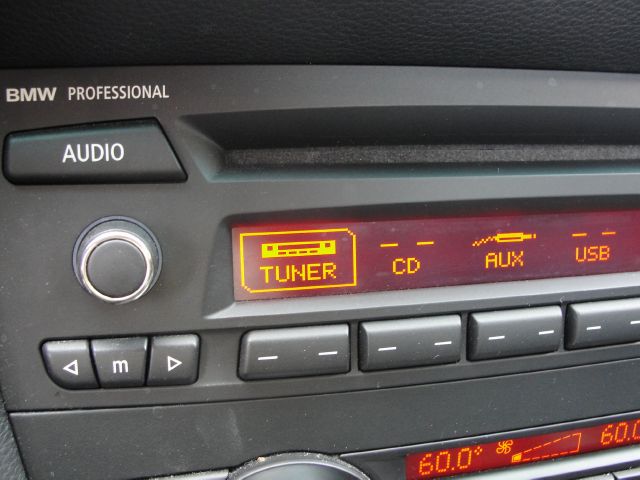 BMW PROFESSIONAL
AUDIO
TUNER CD AUX USB
m
60.0° 60.0